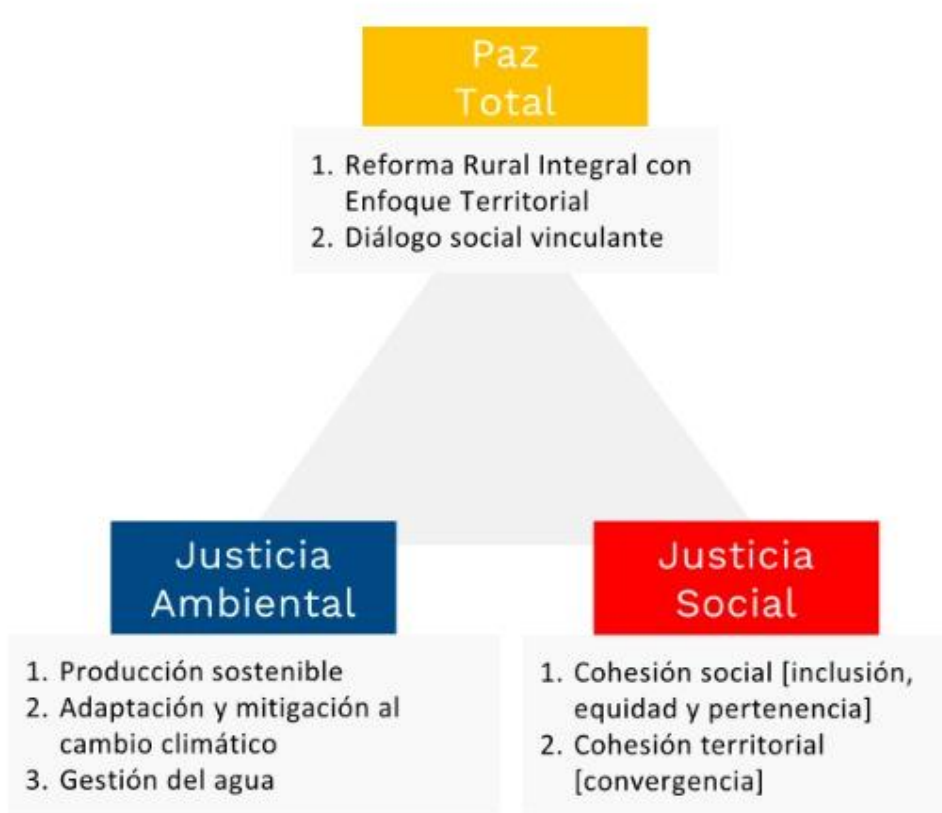 Paz
Total
1. Reforma Rural Integral con
Enfoque Territorial
2. Diálogo social vinculante
Justicia
Ambiental
1. Producción sostenible
2. Adaptación y mitigación al
cambio climático
3. Gestión del agua
Justicia
Social
1. Cohesión social [inclusión,
equidad y pertenencia]
2. Cohesión territorial
[convergencia]